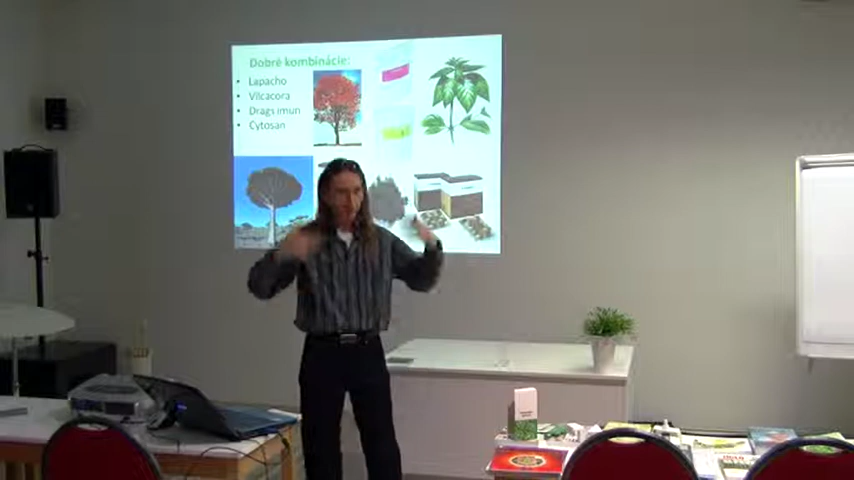 Dobré kombinácie:
Lapacho
Vilcacora
Drags imun
Cytosan